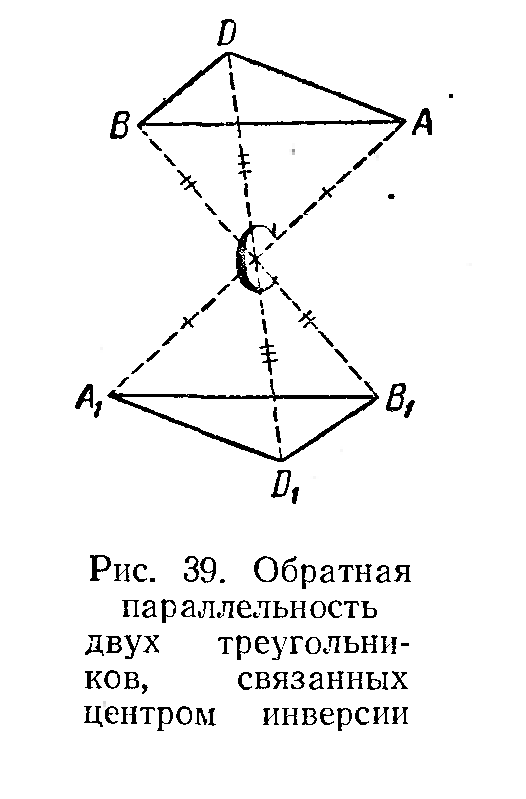 D
B A
A₁ B₁
D₁
Рис. 39. Обратная
параллельность
двух треугольни-
ков, связанных
центром инверсии